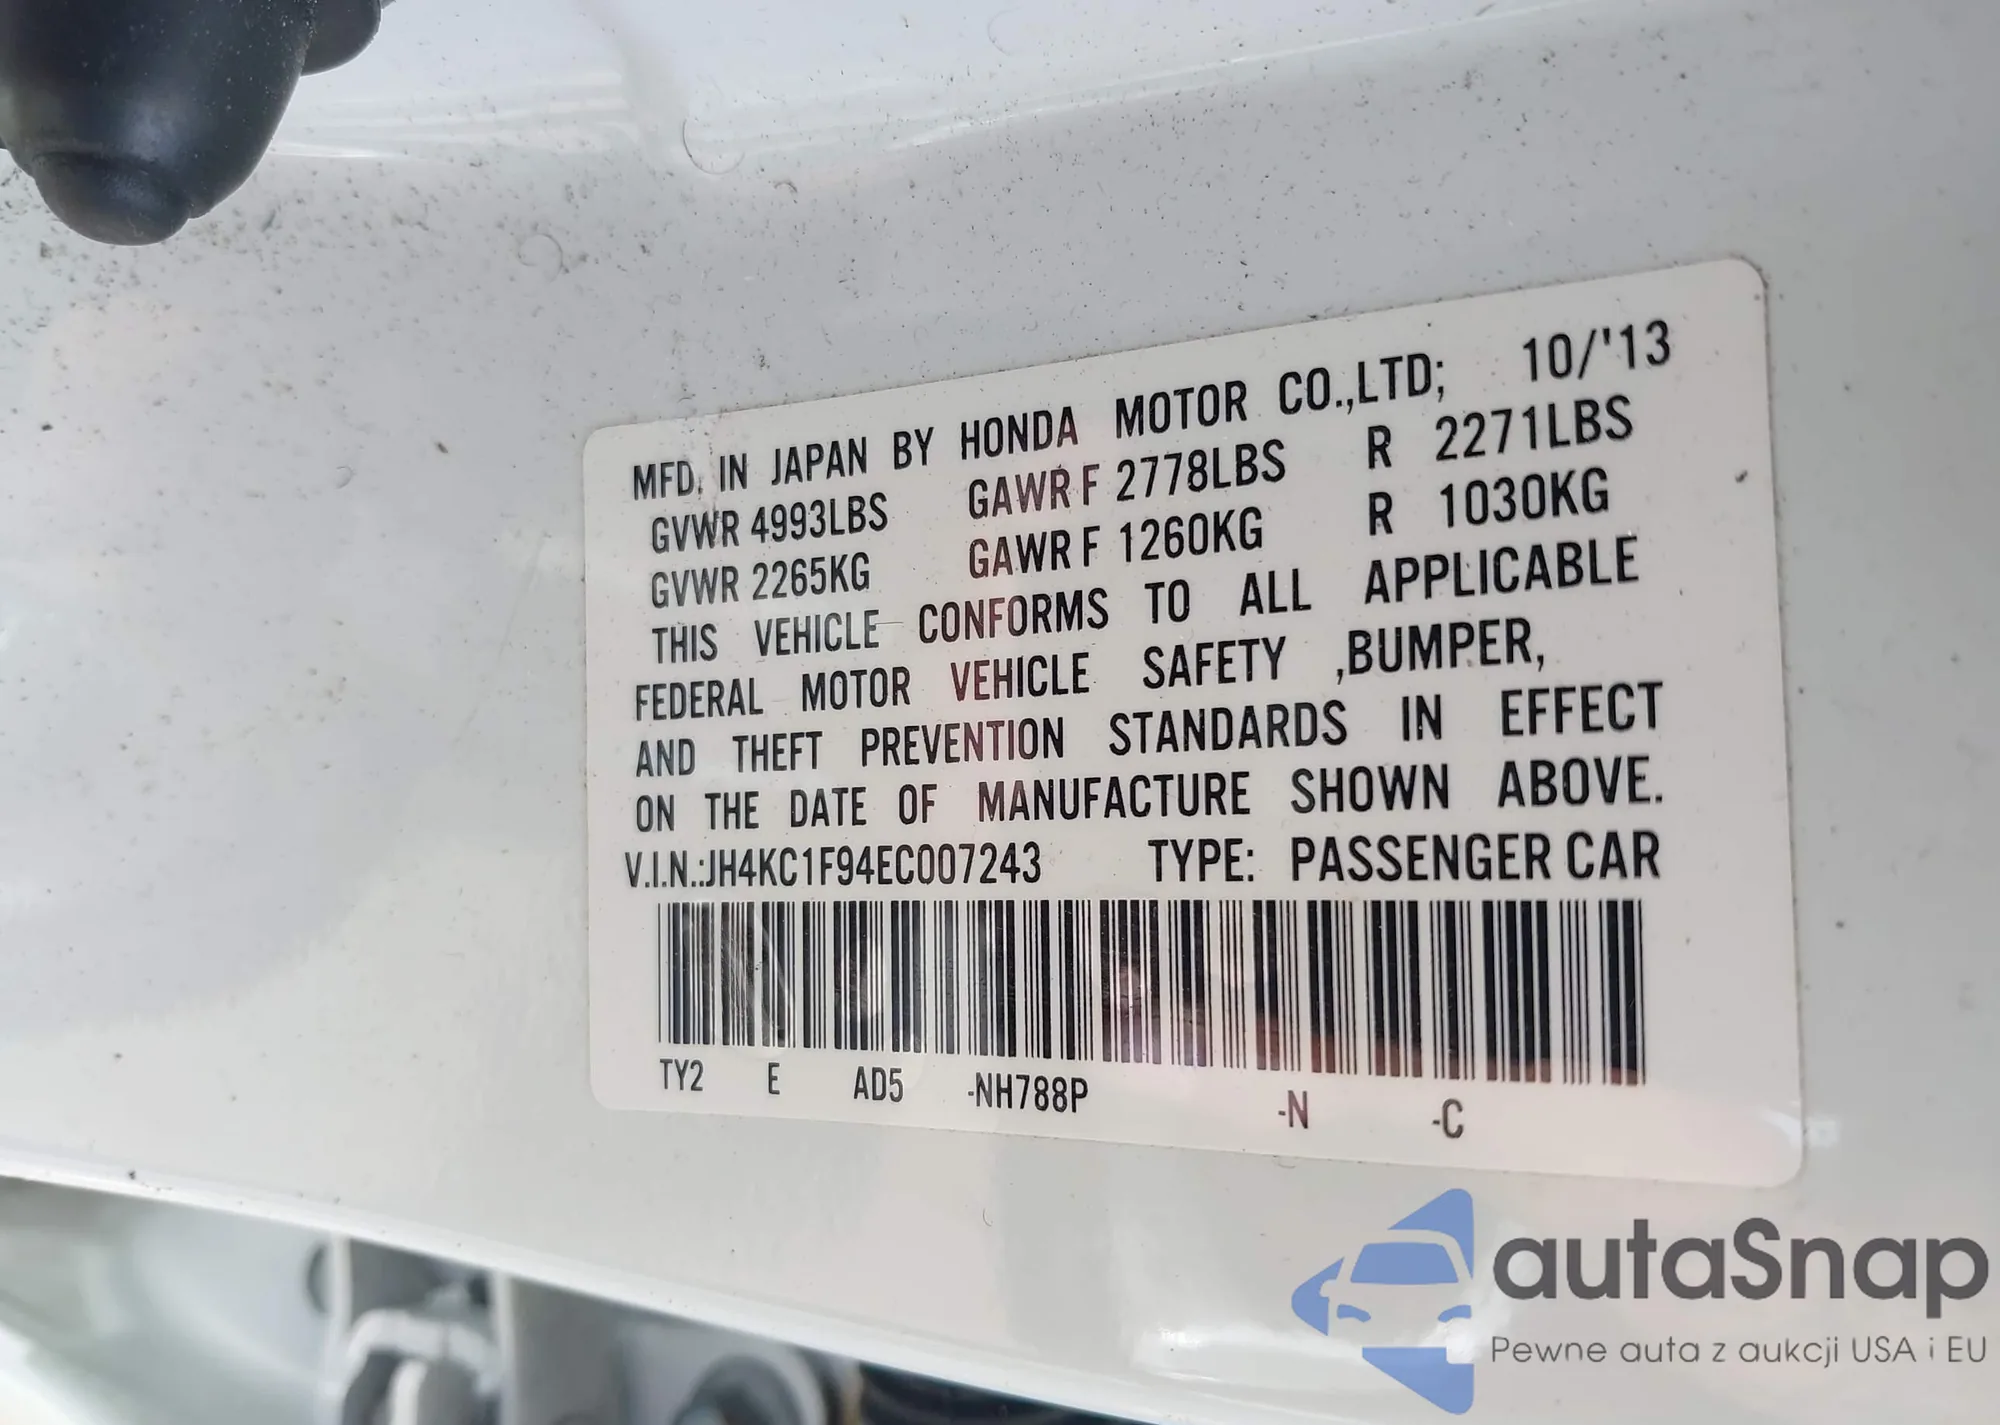 MFD. IN JAPAN BY HONDA MOTOR CO.,LTD; 10/'13
GVWR 4993LBS GAWR F 2778LBS R 2271LBS
GVWR 2265KG GAWR F 1260KG R 1030KG
THIS VEHICLE CONFORMS TO ALL APPLICABLE
FEDERAL MOTOR VEHICLE SAFETY ,BUMPER,
AND THEFT PREVENTION STANDARDS IN EFFECT
ON THE DATE OF MANUFACTURE SHOWN ABOVE.
V.I.N.:JH4KC1F94EC007243 TYPE: PASSENGER CAR
TY2 E AD5 -NH788P -N -C
autaSnap
Pewne auta z aukcji USA i EU